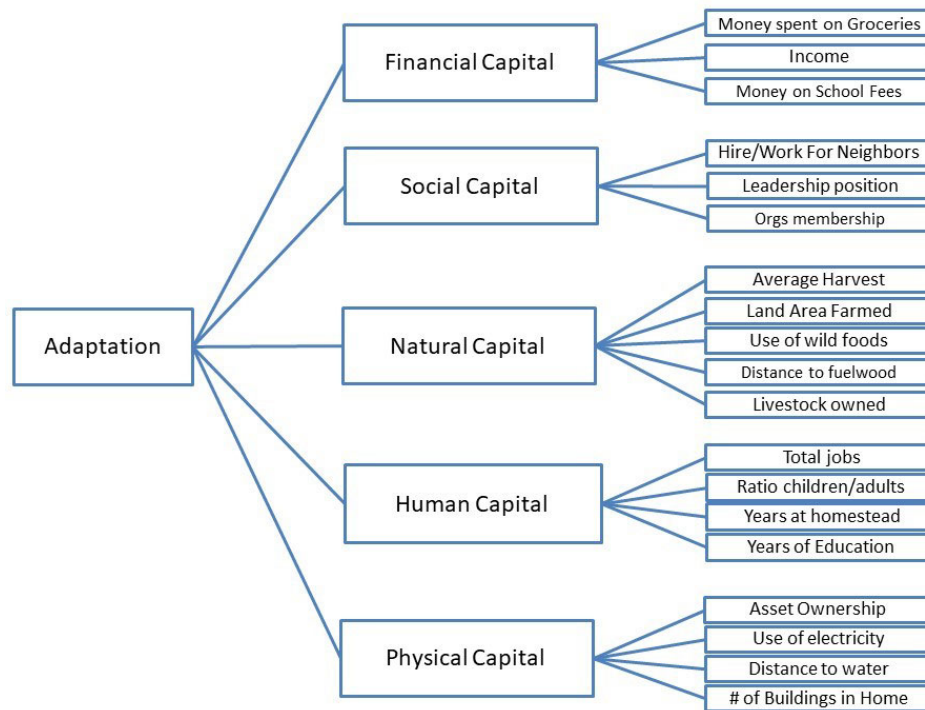 Adaptation
Financial Capital
Money spent on Groceries
Income
Money on School Fees
Social Capital
Hire/Work For Neighbors
Leadership position
Orgs membership
Natural Capital
Average Harvest
Land Area Farmed
Use of wild foods
Distance to fuelwood
Livestock owned
Human Capital
Total jobs
Ratio children/adults
Years at homestead
Years of Education
Physical Capital
Asset Ownership
Use of electricity
Distance to water
# of Buildings in Home